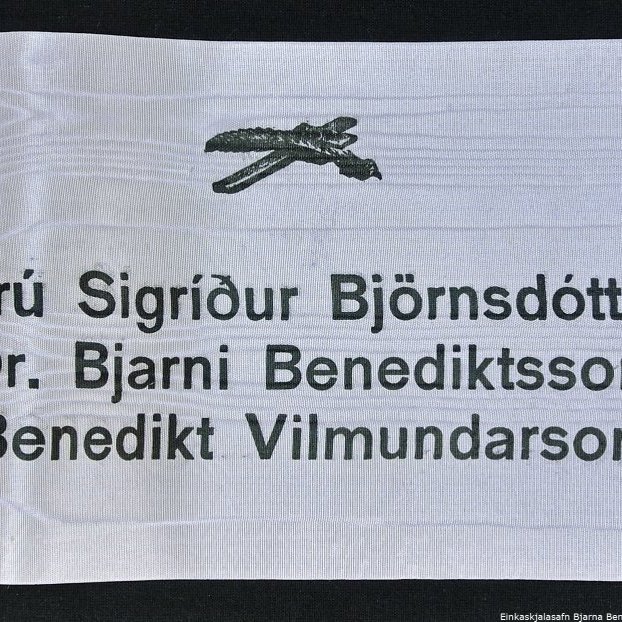 rú Sigríður Björnsdótt
r. Bjarni Benediktsson
Benedikt Vilmundarson
Einkaskjalasafn Bjarna Ben